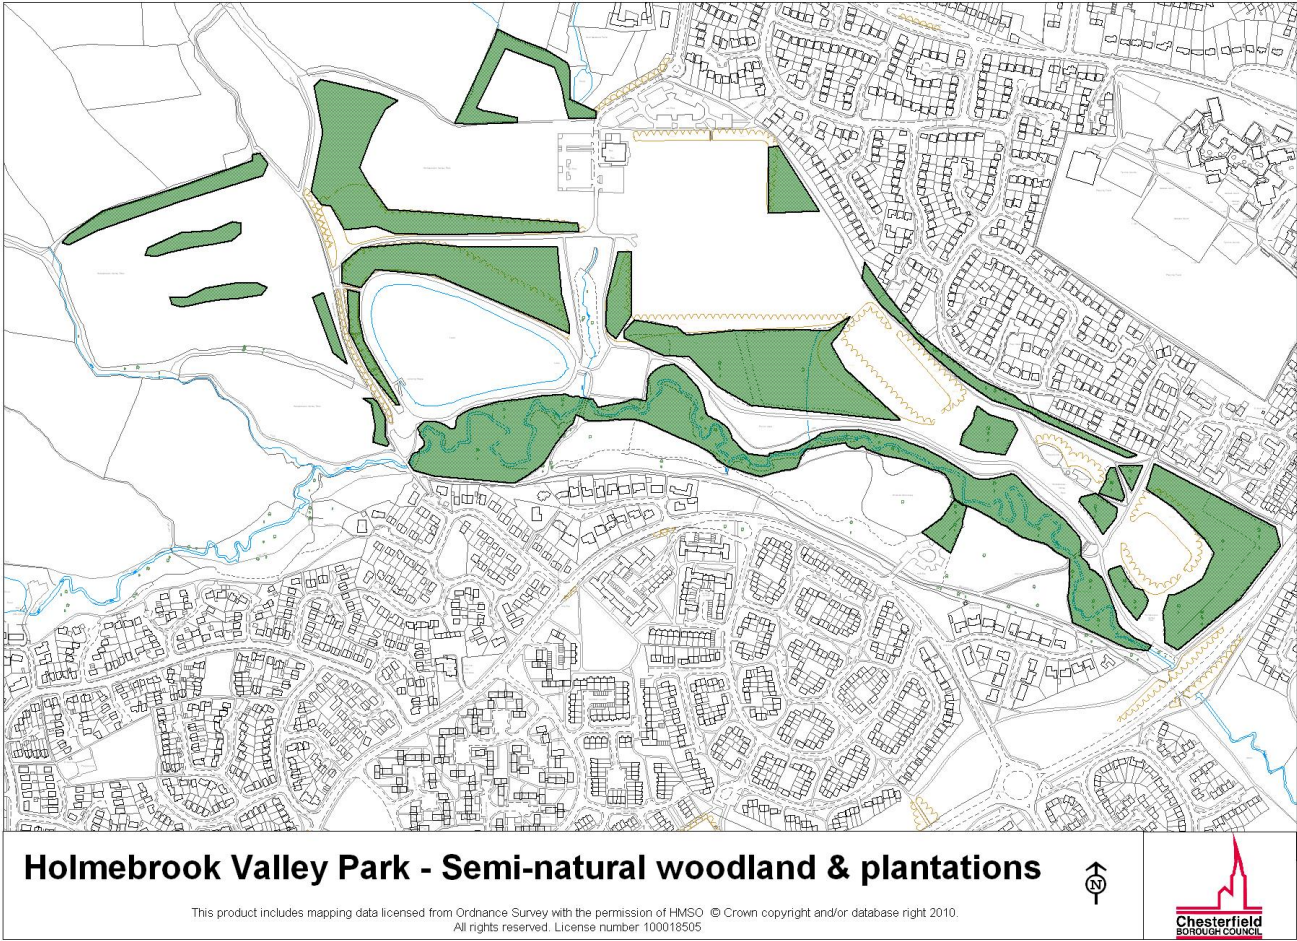 Holmebrook Valley Park - Semi-natural woodland & plantations
N
This product includes mapping data licensed from Ordnance Survey with the permission of HMSO © Crown copyright and/or database right 2010.
All rights reserved. License number 100018505
Chesterfield
BOROUGH COUNCIL